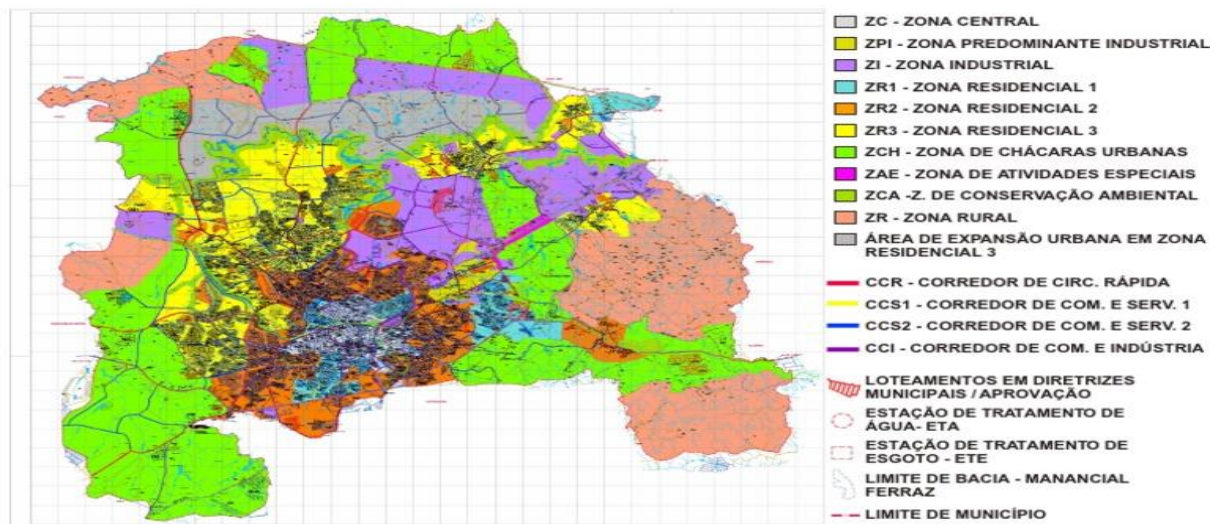 ZC - ZONA CENTRAL
ZPI - ZONA PREDOMINANTE INDUSTRIAL
ZI - ZONA INDUSTRIAL
ZR1 - ZONA RESIDENCIAL 1
ZR2 - ZONA RESIDENCIAL 2
ZR3 - ZONA RESIDENCIAL 3
ZCH - ZONA DE CHÁCARAS URBANAS
ZAE - ZONA DE ATIVIDADES ESPECIAIS
ZCA -Z. DE CONSERVAÇÃO AMBIENTAL
ZR - ZONA RURAL
ÁREA DE EXPANSÃO URBANA EM ZONA
RESIDENCIAL 3
CCR - CORREDOR DE CIRC. RÁPIDA
CCS1 - CORREDOR DE COM. E SERV. 1
CCS2 - CORREDOR DE COM. E SERV. 2
CCI - CORREDOR DE COM. E INDÚSTRIA
LOTEAMENTOS EM DIRETRIZES
MUNICIPAIS / APROVAÇÃO
ESTAÇÃO DE TRATAMENTO DE
ÁGUA- ETA
ESTAÇÃO DE TRATAMENTO DE
ESGOTO - ETE
LIMITE DE BACIA - MANANCIAL
FERRAZ
LIMITE DE MUNICÍPIO